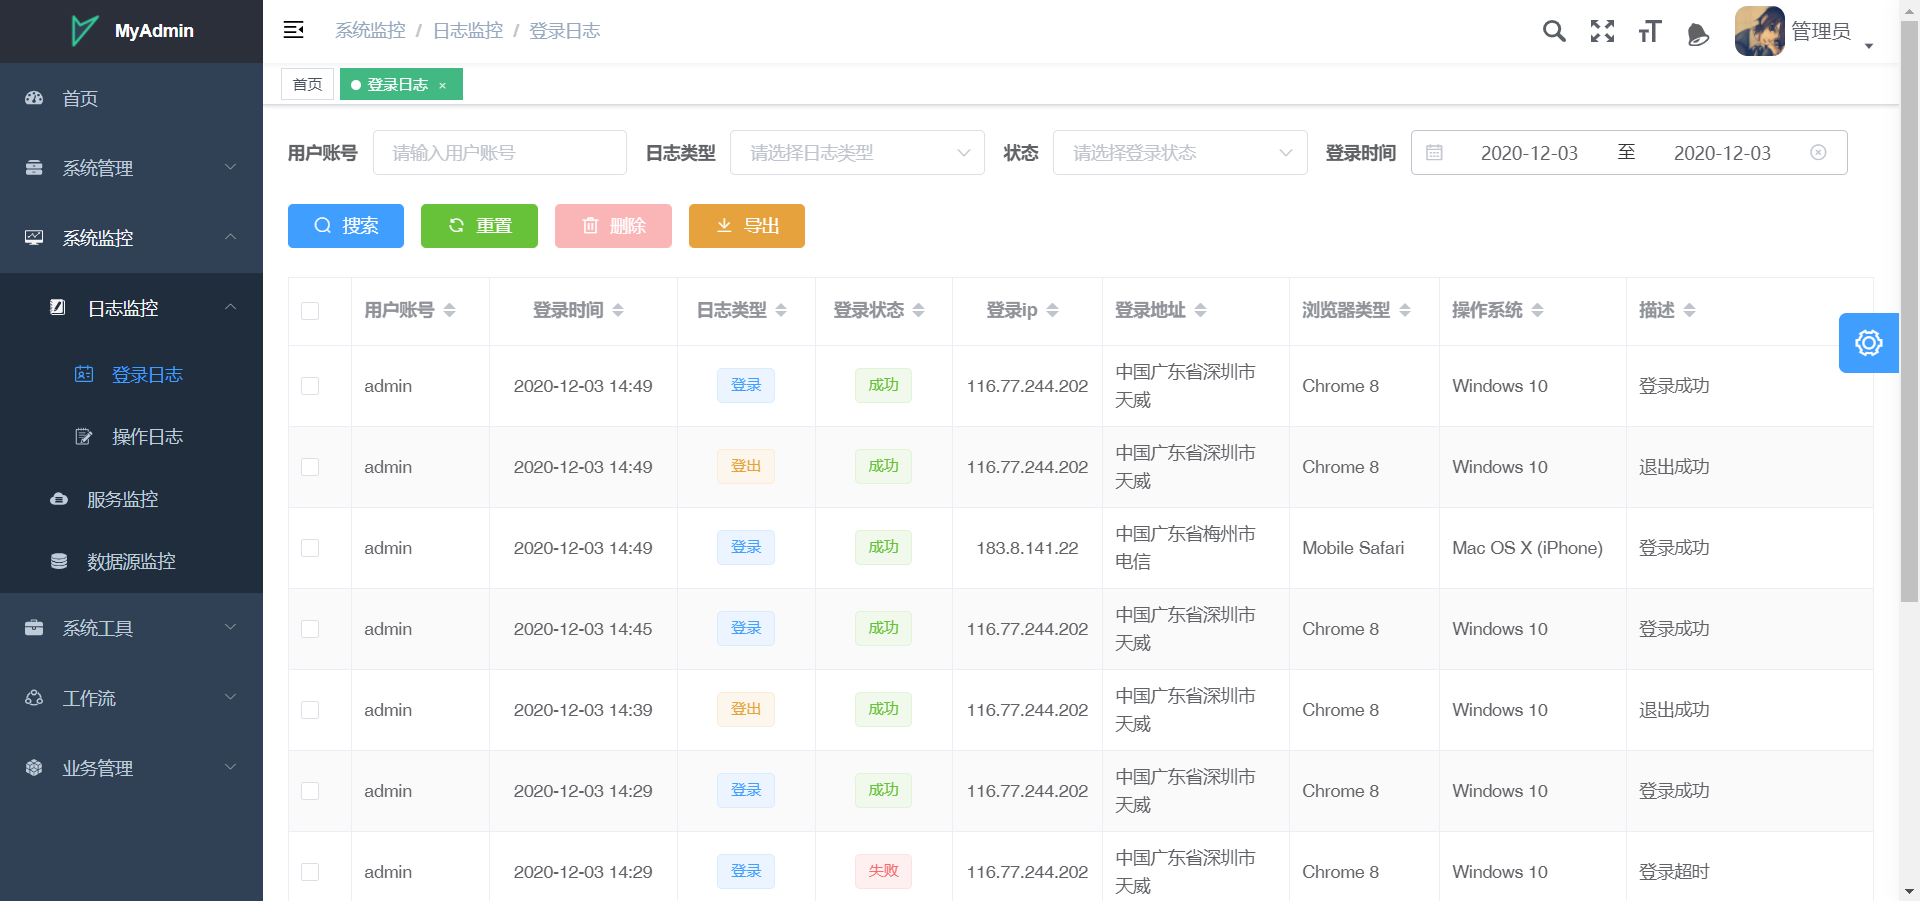 MyAdmin
首页
系统管理
系统监控
日志监控
登录日志
操作日志
服务监控
数据源监控
系统工具
工作流
业务管理
系统监控 / 日志监控 / 登录日志
管理员
首页
登录日志 ×
用户账号 请输入用户账号 日志类型 请选择日志类型 状态 请选择登录状态 登录时间 2020-12-03 至 2020-12-03
搜索 重置 删除 导出
用户账号 登录时间 日志类型 登录状态 登录ip 登录地址 浏览器类型 操作系统 描述
admin 2020-12-03 14:49 登录 成功 116.77.244.202 中国广东省深圳市
天威 Chrome 8 Windows 10 登录成功
admin 2020-12-03 14:49 登出 成功 116.77.244.202 中国广东省深圳市
天威 Chrome 8 Windows 10 退出成功
admin 2020-12-03 14:49 登录 成功 183.8.141.22 中国广东省梅州市
电信 Mobile Safari Mac OS X (iPhone) 登录成功
admin 2020-12-03 14:45 登录 成功 116.77.244.202 中国广东省深圳市
天威 Chrome 8 Windows 10 登录成功
admin 2020-12-03 14:39 登出 成功 116.77.244.202 中国广东省深圳市
天威 Chrome 8 Windows 10 退出成功
admin 2020-12-03 14:29 登录 成功 116.77.244.202 中国广东省深圳市
天威 Chrome 8 Windows 10 登录成功
admin 2020-12-03 14:29 登录 失败 116.77.244.202 中国广东省深圳市
天威 Chrome 8 Windows 10 登录超时